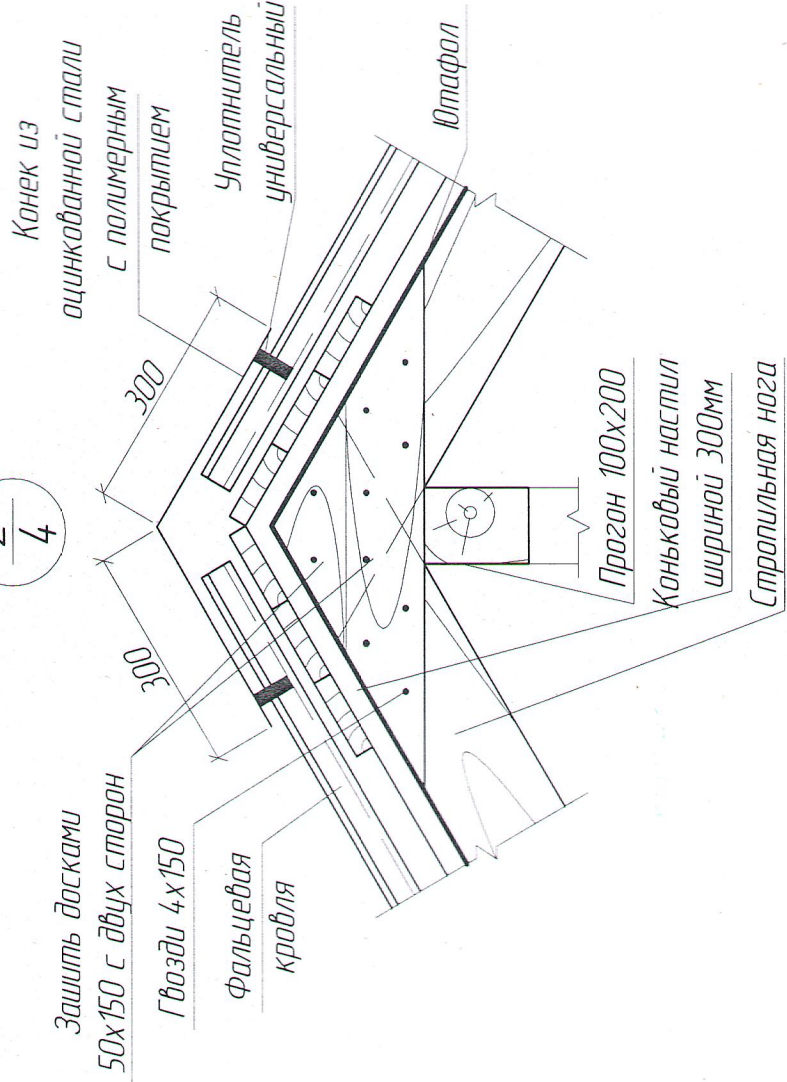 Конек из
оцинкованной стали
с полимерным
покрытием
Уплотнитель
универсальный
Ютафол
2
4
300
300
Зашить досками
50х150 с двух сторон
Гвозди 4х150
Фальцевая
кровля
Прогон 100х200
Коньковый настил
шириной 300мм
Стропильная нога